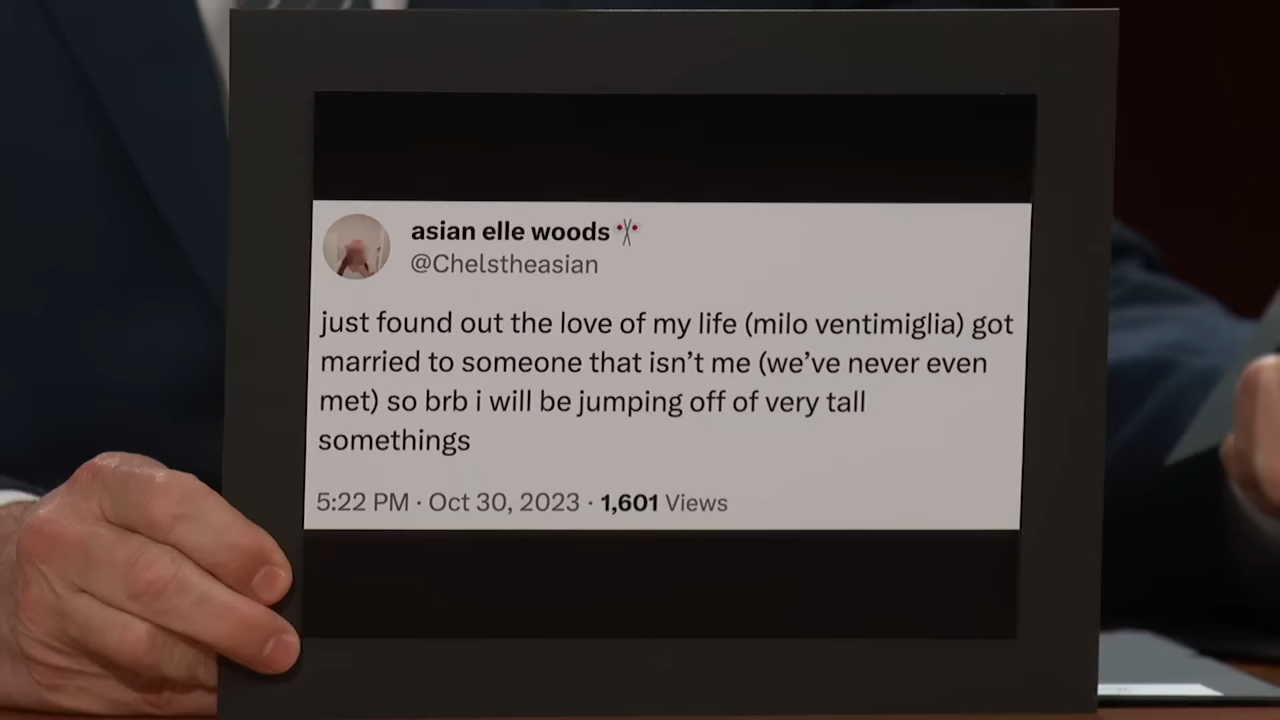 asian elle woods
@Chelstheasian
just found out the love of my life (milo ventimiglia) got
married to someone that isn’t me (we’ve never even
met) so brb i will be jumping off of very tall
somethings
5:22 PM · Oct 30, 2023 · 1,601 Views